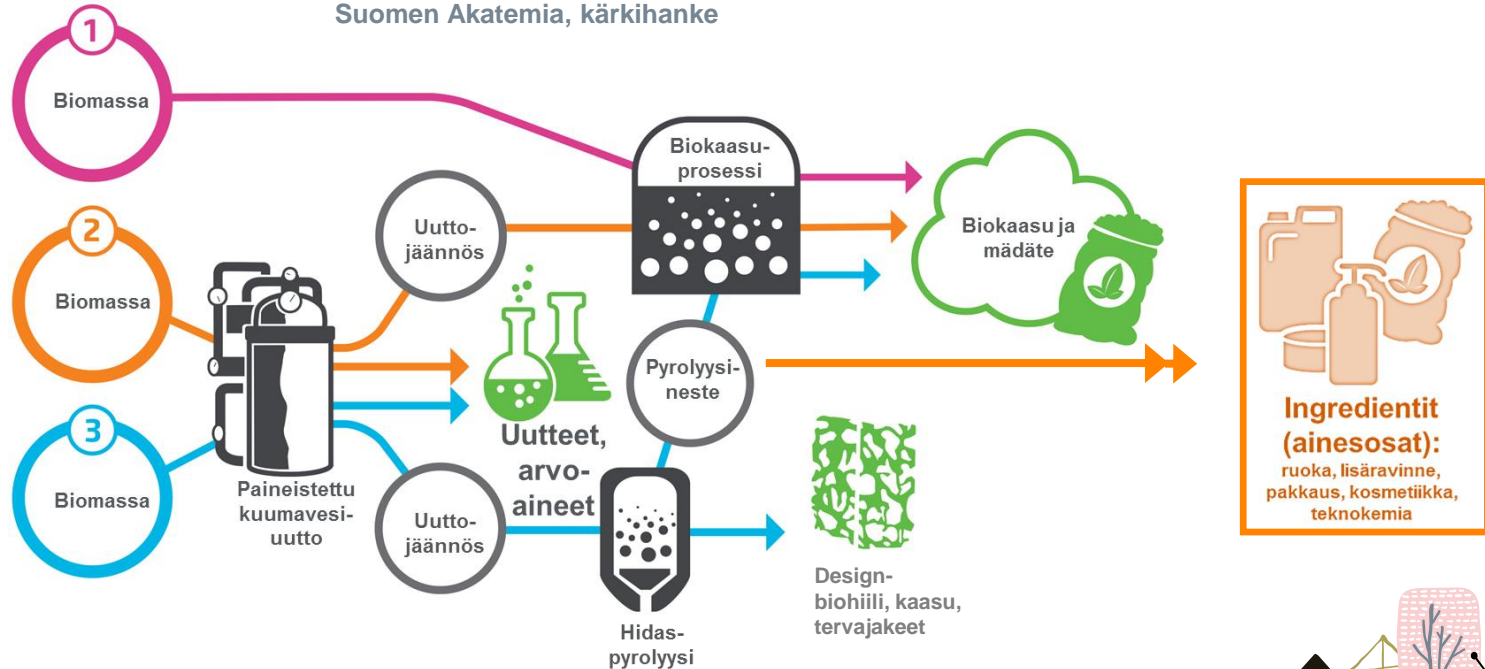 Suomen Akatemia, kärkihanke
1
Biomassa
Biokaasu-
prosessi
2
Biomassa
Uutto-
jäännös
Biokaasu ja
mädäte
3
Biomassa
Paineistettu
kuumavesi-
uutto
Uutteet,
arvo-
aineet
Pyrolyysi-
neste
Uutto-
jäännös
Hidas-
pyrolyysi
Design-
biohiili, kaasu,
tervajakeet
Ingredientit
(ainesosat):
ruoka, lisäravinne,
pakkaus, kosmetiikka,
teknokemia